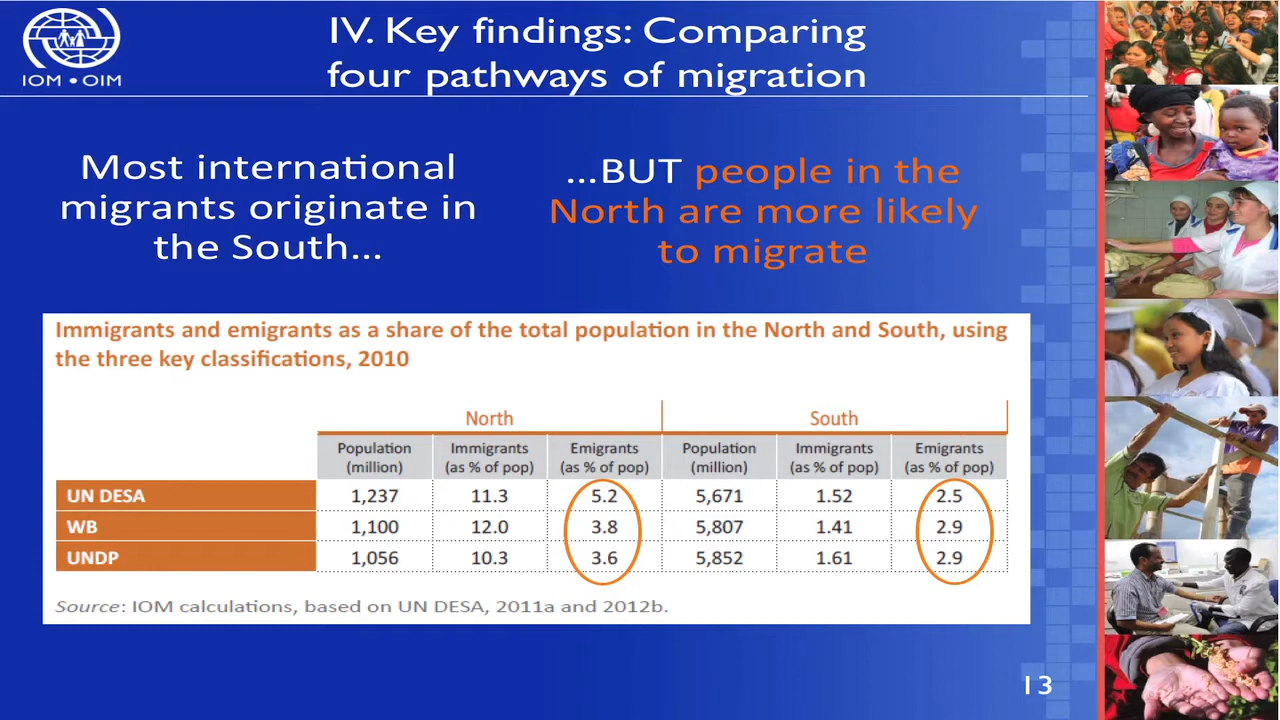 IOM • OIM
IV. Key findings: Comparing
four pathways of migration
Most international
migrants originate in
the South...
...BUT people in the
North are more likely
to migrate
Immigrants and emigrants as a share of the total population in the North and South, using
the three key classifications, 2010
North South
Population Immigrants Emigrants Population Immigrants Emigrants
(million) (as % of pop) (as % of pop) (million) (as % of pop) (as % of pop)
UN DESA 1,237 11.3 5.2 5,671 1.52 2.5
WB 1,100 12.0 3.8 5,807 1.41 2.9
UNDP 1,056 10.3 3.6 5,852 1.61 2.9
Source: IOM calculations, based on UN DESA, 2011a and 2012b.
13